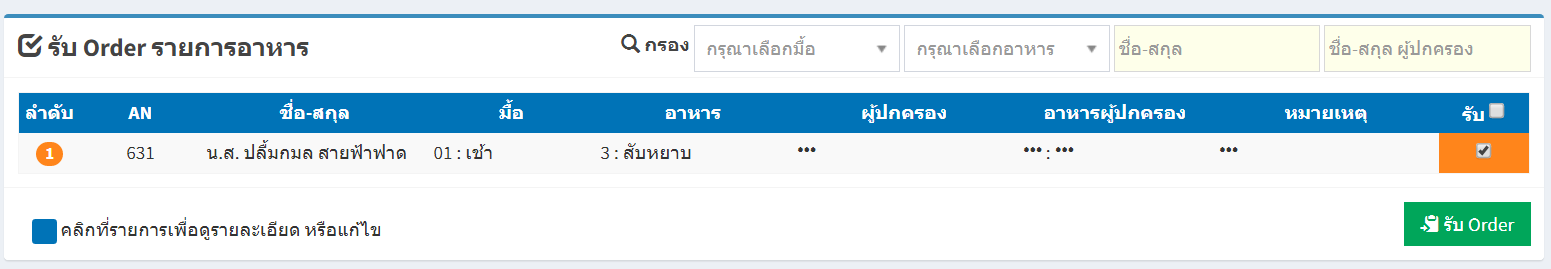 รับ Order รายการอาหาร กรอง กรุณาเลือกมื้อ กรุณาเลือกอาหาร ชื่อ-สกุล ชื่อ-สกุล ผู้ปกครอง
ลำดับ AN ชื่อ-สกุล มื้อ อาหาร ผู้ปกครอง อาหารผู้ปกครอง หมายเหตุ รับ
1 631 น.ส. ปลื้มกมล สายฟ้าฟาด 01 : เช้า 3 : สับหยาบ ••• ••• : ••• •••
คลิกที่รายการเพื่อดูรายละเอียด หรือแก้ไข รับ Order